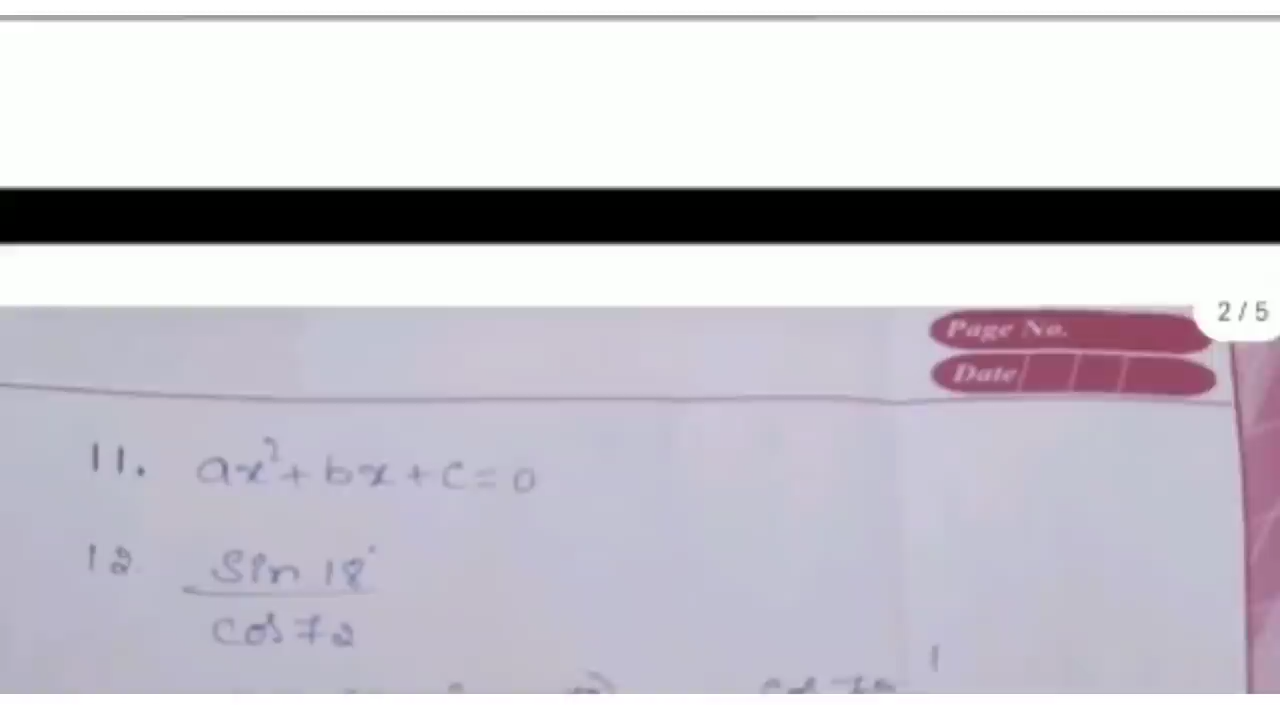 2 / 5
Page No.
Date
11. ax²+bx+c=0
12. Sin 18°
cos 72